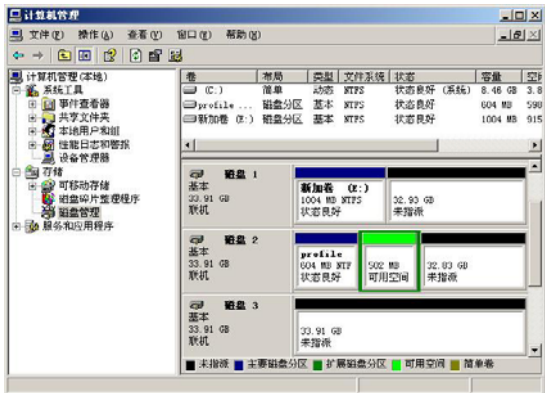 计算机管理
文件(F) 操作(A) 查看(V) 窗口(W) 帮助(H)
计算机管理(本地)
系统工具
事件查看器
共享文件夹
本地用户和组
性能日志和警报
设备管理器
存储
可移动存储
磁盘碎片整理程序
磁盘管理
服务和应用程序
卷 布局 类型 文件系统 状态 容量
(C:) 简单 动态 NTFS 状态良好 (系统) 8.46 GB 3.8
profile ... 磁盘分区 基本 NTFS 状态良好 604 MB 598
新加卷 (E:) 磁盘分区 基本 NTFS 状态良好 1004 MB 915
磁盘 1
基本
33.91 GB
联机
新加卷 (E:)
1004 MB NTFS
状态良好
32.93 GB
未指派
磁盘 2
基本
33.91 GB
联机
profile
604 MB NTF
状态良好
502 MB
可用空间
32.83 GB
未指派
磁盘 3
基本
33.91 GB
联机
33.91 GB
未指派
未指派 主要磁盘分区 扩展磁盘分区 可用空间 简单卷